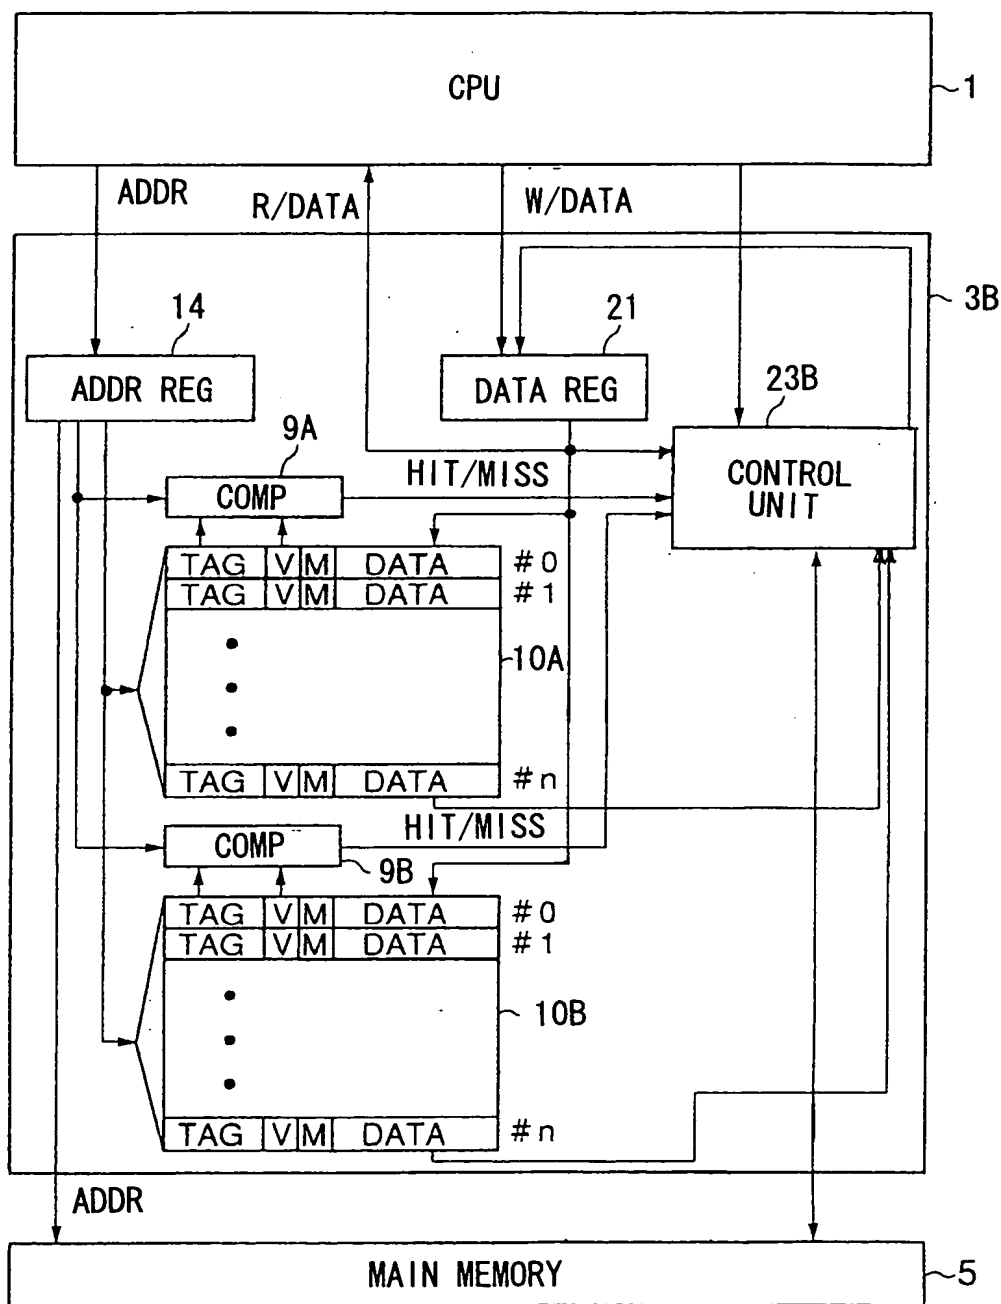 CPU
1
ADDR
R/DATA
W/DATA
3B
14
21
ADDR REG
DATA REG
23B
9A
HIT/MISS
CONTROL
UNIT
COMP
TAG V M DATA #0
TAG V M DATA #1
10A
TAG V M DATA #n
HIT/MISS
COMP
9B
TAG V M DATA #0
TAG V M DATA #1
10B
TAG V M DATA #n
ADDR
MAIN MEMORY
5